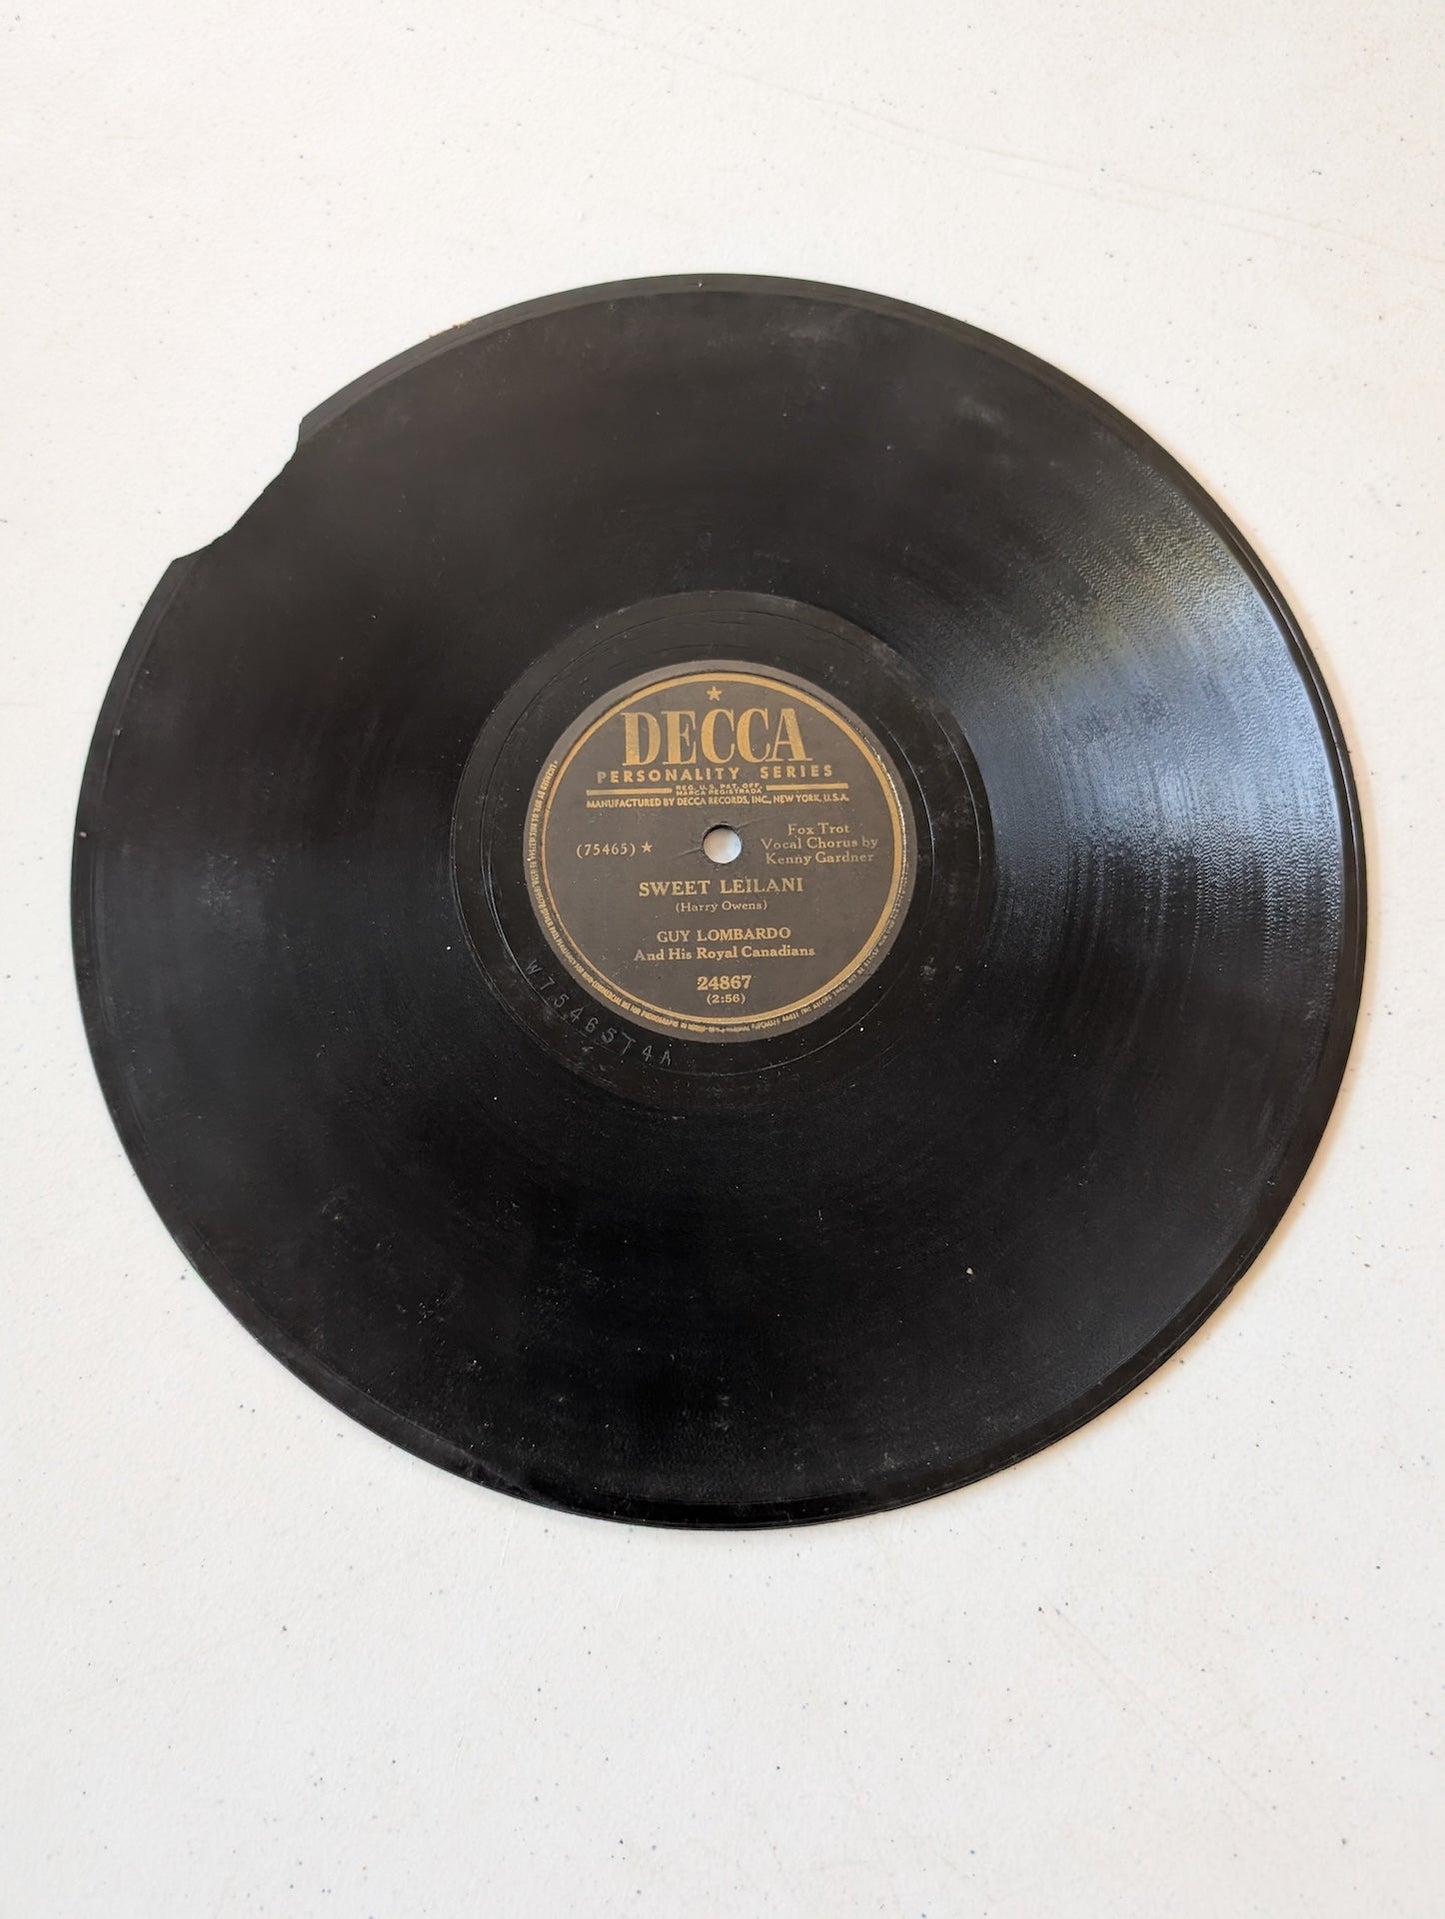 DECCA
PERSONALITY SERIES
REG. U.S. PAT. OFF.
MARCA REGISTRADA
MANUFACTURED BY DECCA RECORDS, INC., NEW YORK, U.S.A.
Fox Trot
(75465) ★ Vocal Chorus by
Kenny Gardner
SWEET LEILANI
(Harry Owens)
GUY LOMBARDO
And His Royal Canadians
24867
(2:56)
W75465T4A